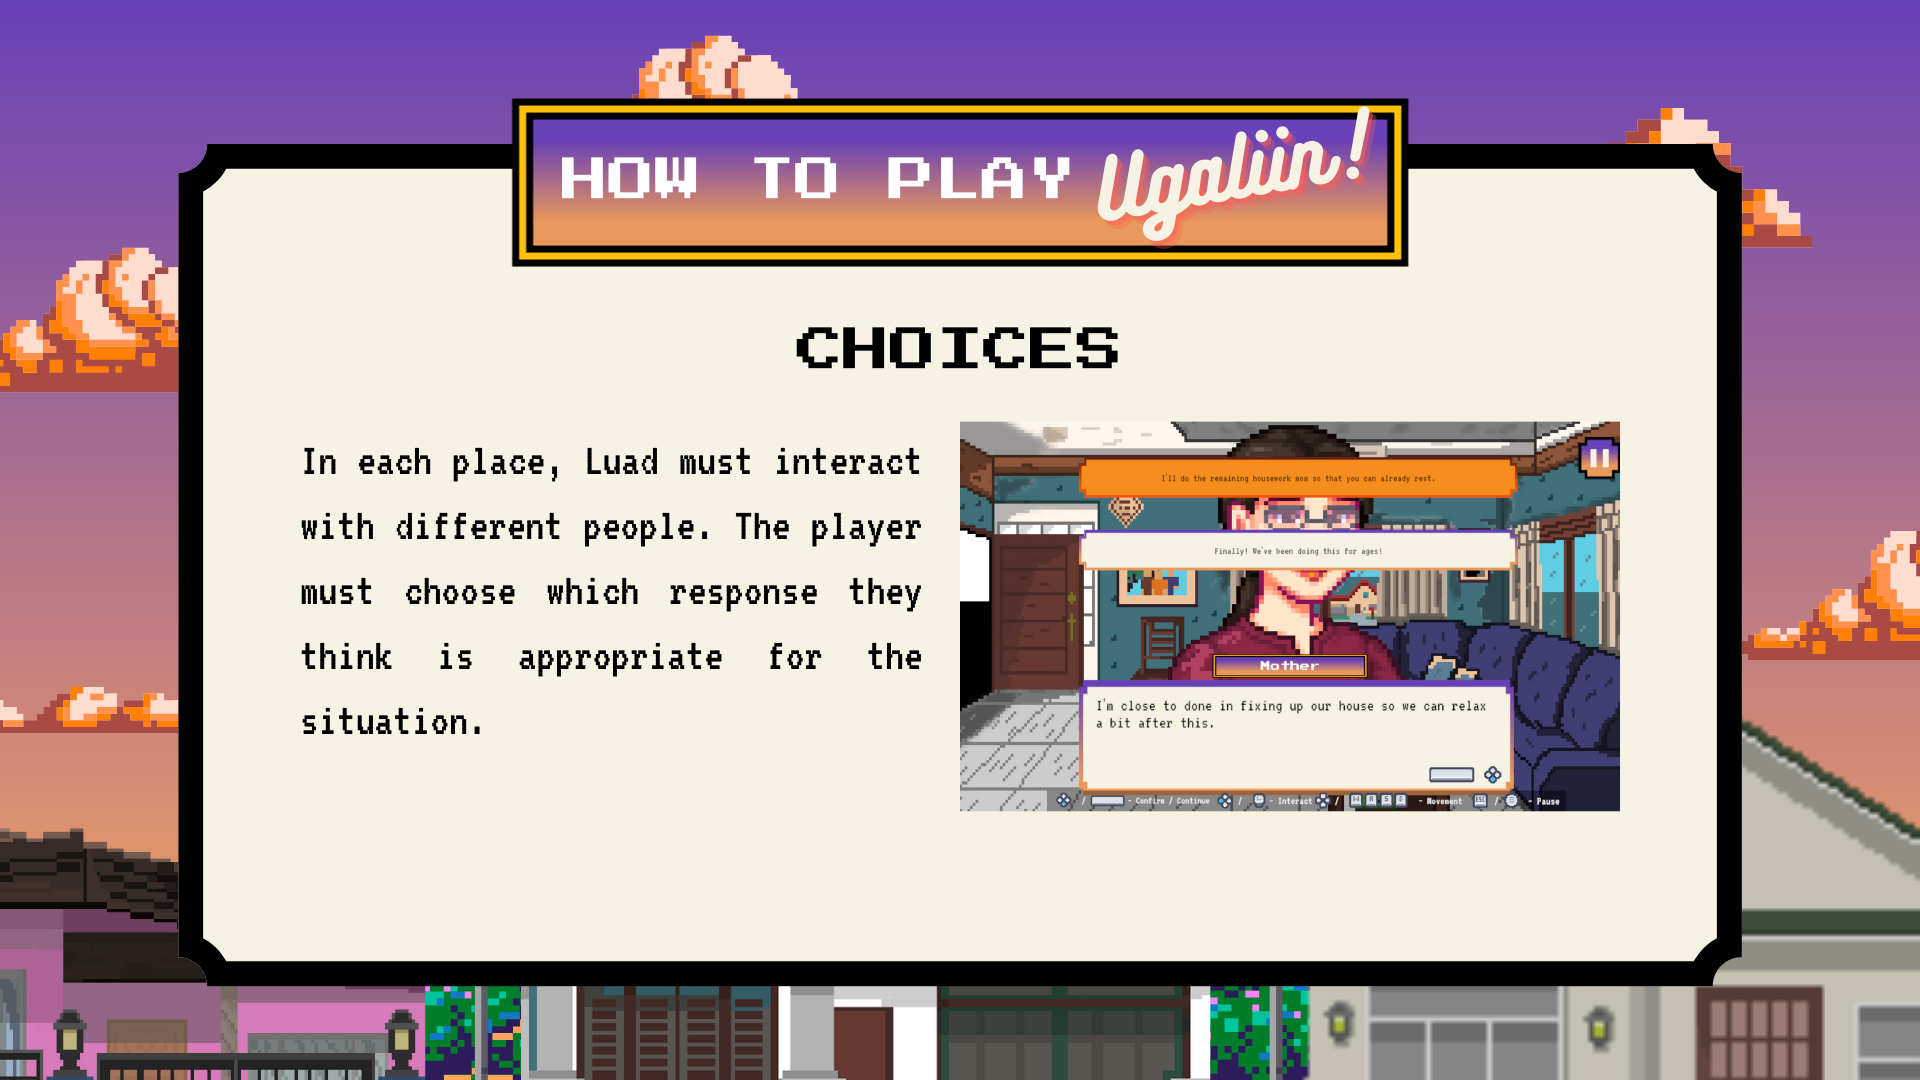 HOW TO PLAY Ugaliin!
CHOICES
In each place, Luad must interact
with different people. The player
must choose which response they
think is appropriate for the
situation.
I'll do the remaining housework mom so that you can already rest.
Finally! We've been doing this for ages!
Mother
I'm close to done in fixing up our house so we can relax
a bit after this.
/ - Confirm / Continue / - Interact / W A S D - Movement ESC / - Pause